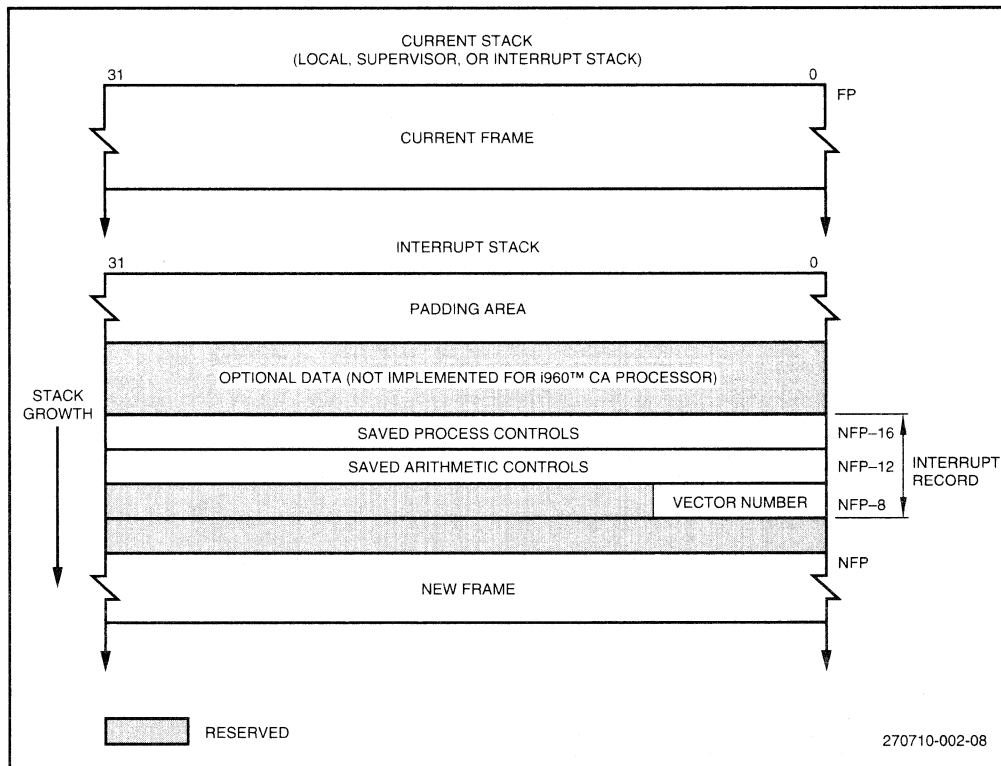 CURRENT STACK
(LOCAL, SUPERVISOR, OR INTERRUPT STACK)
31
0
FP
CURRENT FRAME
INTERRUPT STACK
31
0
PADDING AREA
OPTIONAL DATA (NOT IMPLEMENTED FOR i960™ CA PROCESSOR)
STACK
GROWTH
SAVED PROCESS CONTROLS
NFP–16
SAVED ARITHMETIC CONTROLS
NFP–12
INTERRUPT
RECORD
VECTOR NUMBER
NFP–8
NFP
NEW FRAME
RESERVED
270710-002-08